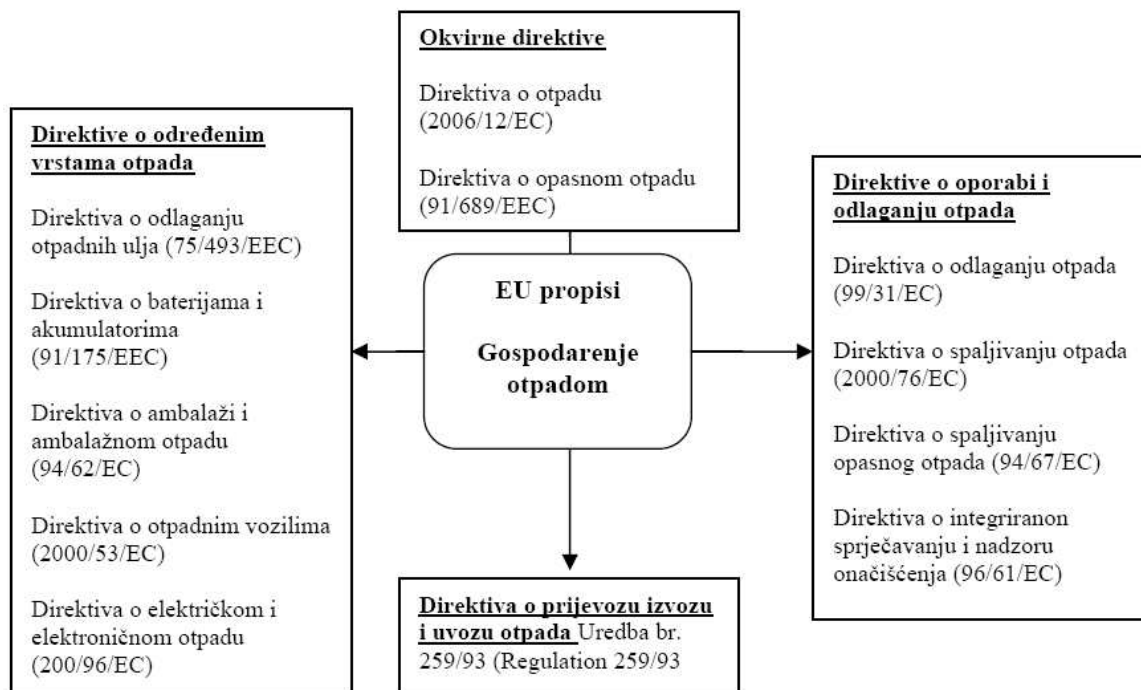 Okvirne direktive
Direktiva o otpadu
(2006/12/EC)
Direktiva o opasnom otpadu
(91/689/EEC)
Direktive o određenim
vrstama otpada
Direktiva o odlaganju
otpadnih ulja (75/493/EEC)
Direktiva o baterijama i
akumulatorima
(91/175/EEC)
Direktiva o ambalaži i
ambalažnom otpadu
(94/62/EC)
Direktiva o otpadnim vozilima
(2000/53/EC)
Direktiva o električkom i
elektroničnom otpadu
(200/96/EC)
EU propisi
Gospodarenje
otpadom
Direktive o oporabi i
odlaganju otpada
Direktiva o odlaganju otpada
(99/31/EC)
Direktiva o spaljivanju otpada
(2000/76/EC)
Direktiva o spaljivanju
opasnog otpada (94/67/EC)
Direktiva o integriranon
sprječavanju i nadzoru
onačišćenja (96/61/EC)
Direktiva o prijevozu izvozu
i uvozu otpada Uredba br.
259/93 (Regulation 259/93